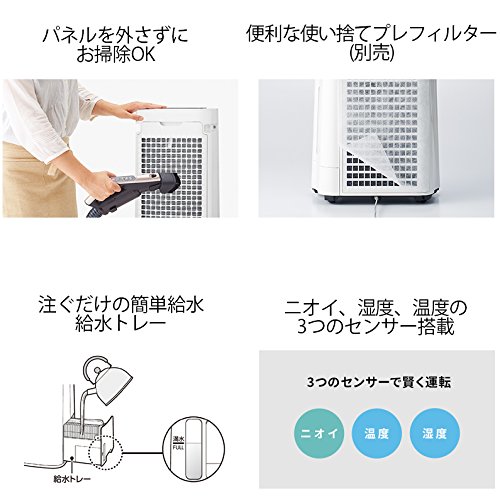 パネルを外さずに
お掃除OK
便利な使い捨てプレフィルター
(別売)
注ぐだけの簡単給水
給水トレー
満水
FULL
給水トレー
ニオイ、湿度、温度の
3つのセンサー搭載
3つのセンサーで賢く運転
ニオイ
温度
湿度